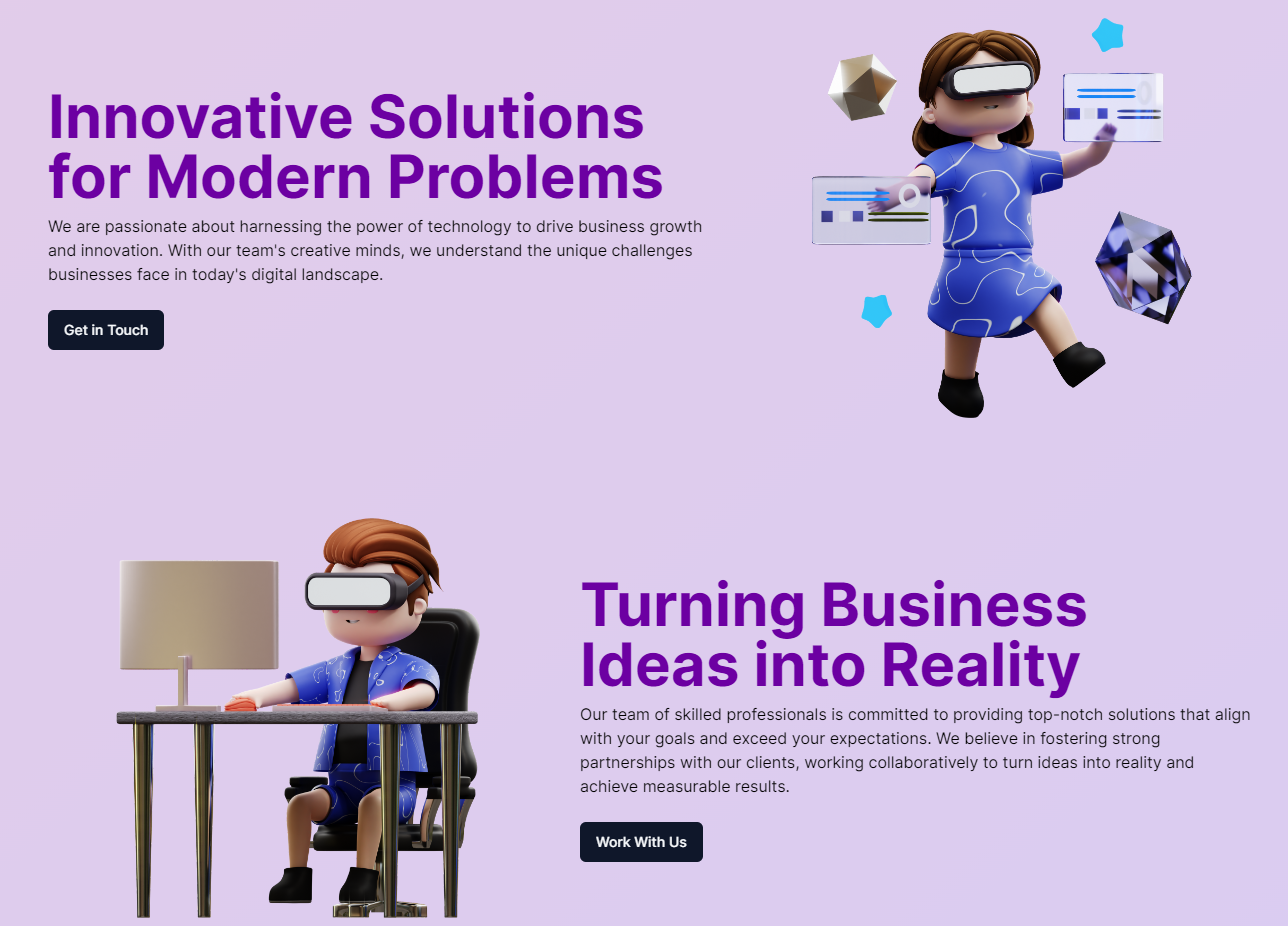 Innovative Solutions
for Modern Problems
We are passionate about harnessing the power of technology to drive business growth
and innovation. With our team's creative minds, we understand the unique challenges
businesses face in today's digital landscape.
Get in Touch
Turning Business
Ideas into Reality
Our team of skilled professionals is committed to providing top-notch solutions that align
with your goals and exceed your expectations. We believe in fostering strong
partnerships with our clients, working collaboratively to turn ideas into reality and
achieve measurable results.
Work With Us